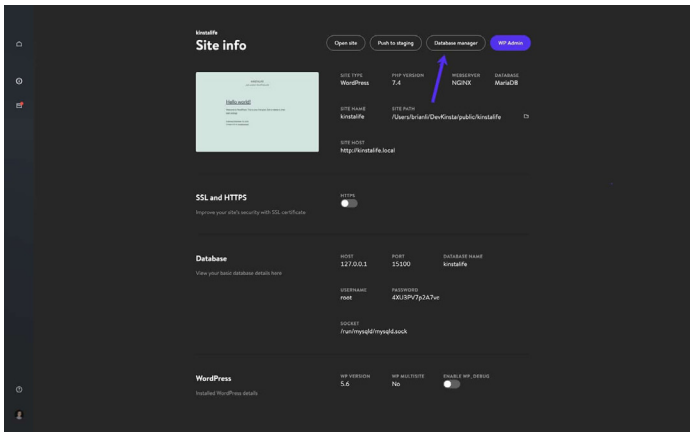 kinstalife
Site info
Open site
Push to staging
Database manager
WP Admin
SITE TYPE
WordPress
PHP VERSION
7.4
WEBSERVER
NGINX
DATABASE
MariaDB
Hello world!
SITE NAME
kinstalife
SITE PATH
/Users/brianli/DevKinsta/public/kinstalife
SITE HOST
http://kinstalife.local
SSL and HTTPS
Improve your site's security with SSL certificate
HTTPS
Database
View your basic database details here
HOST
127.0.0.1
PORT
15100
DATABASE NAME
kinstalife
USERNAME
root
PASSWORD
4XU3PV7p2A7vr
SOCKET
/run/mysqld/mysqld.sock
WordPress
Installed WordPress details
WP VERSION
5.6
WP MULTISITE
No
ENABLE WP_DEBUG